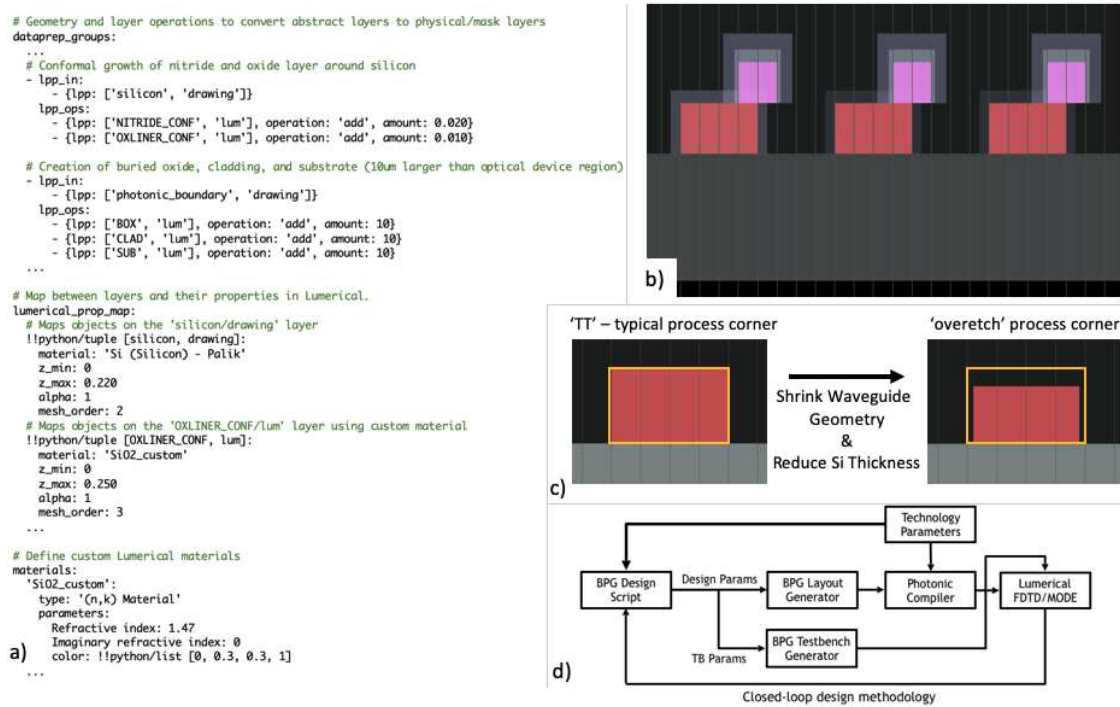 # Geometry and layer operations to convert abstract layers to physical/mask layers
dataprep_groups:
  ...
  # Conformal growth of nitride and oxide layer around silicon
  - lpp_in:
      - {lpp: ['silicon', 'drawing']}
    lpp_ops:
      - {lpp: ['NITRIDE_CONF', 'lum'], operation: 'add', amount: 0.020}
      - {lpp: ['OXLINER_CONF', 'lum'], operation: 'add', amount: 0.010}
  # Creation of buried oxide, cladding, and substrate (10um larger than optical device region)
  - lpp_in:
      - {lpp: ['photonic_boundary', 'drawing']}
    lpp_ops:
      - {lpp: ['BOX', 'lum'], operation: 'add', amount: 10}
      - {lpp: ['CLAD', 'lum'], operation: 'add', amount: 10}
      - {lpp: ['SUB', 'lum'], operation: 'add', amount: 10}
  ...
# Map between layers and their properties in Lumerical.
lumerical_prop_map:
  # Maps objects on the 'silicon/drawing' layer
  !!python/tuple [silicon, drawing]:
    material: 'Si (Silicon) - Palik'
    z_min: 0
    z_max: 0.220
    alpha: 1
    mesh_order: 2
  # Maps objects on the 'OXLINER_CONF/lum' layer using custom material
  !!python/tuple [OXLINER_CONF, lum]:
    material: 'SiO2_custom'
    z_min: 0
    z_max: 0.250
    alpha: 1
    mesh_order: 3
  ...
# Define custom Lumerical materials
materials:
  'SiO2_custom':
    type: '(n,k) Material'
    parameters:
      Refractive index: 1.47
      Imaginary refractive index: 0
      color: !!python/list [0, 0.3, 0.3, 1]
  ...
a)
b)
'TT' – typical process corner
'overetch' process corner
Shrink Waveguide
Geometry
&
Reduce Si Thickness
c)
Technology
Parameters
BPG Design
Script
Design Params
BPG Layout
Generator
Photonic
Compiler
Lumerical
FDTD/MODE
TB Params
BPG Testbench
Generator
d)
Closed-loop design methodology